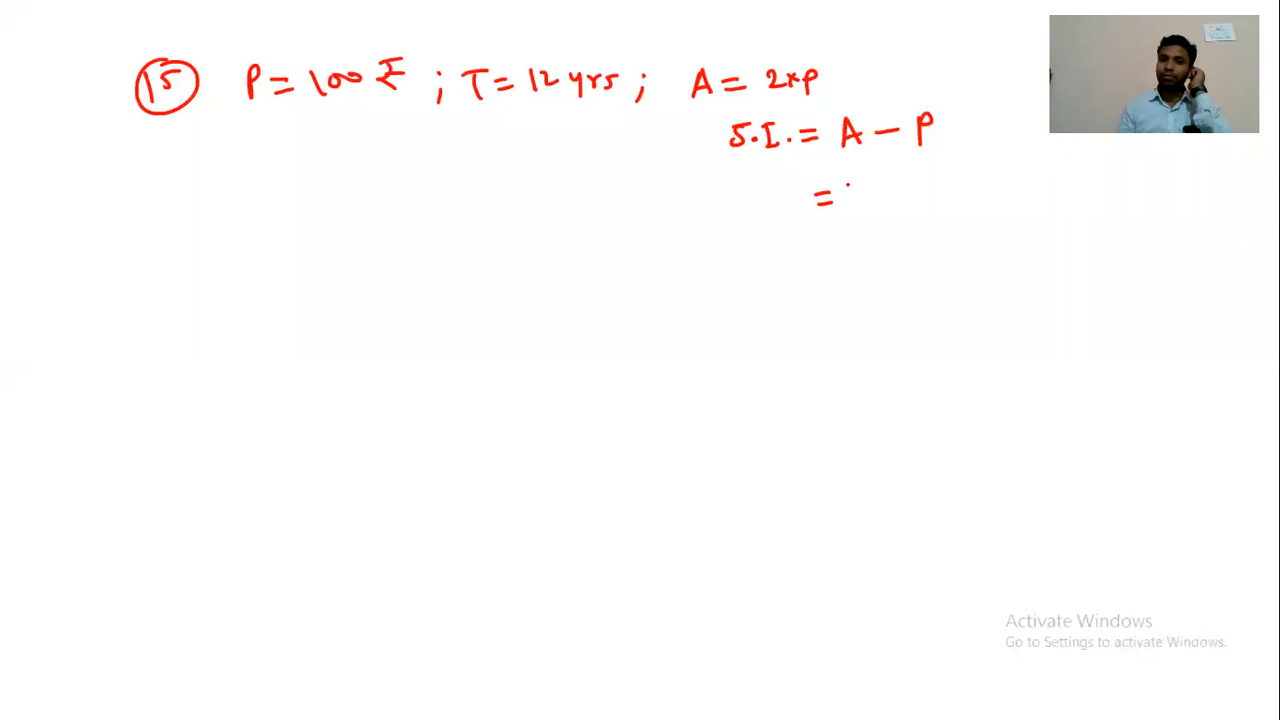 15 P = 100 ₹ ; T = 12 yrs ; A = 2×P
S.I. = A – P
=
Activate Windows
Go to Settings to activate Windows.